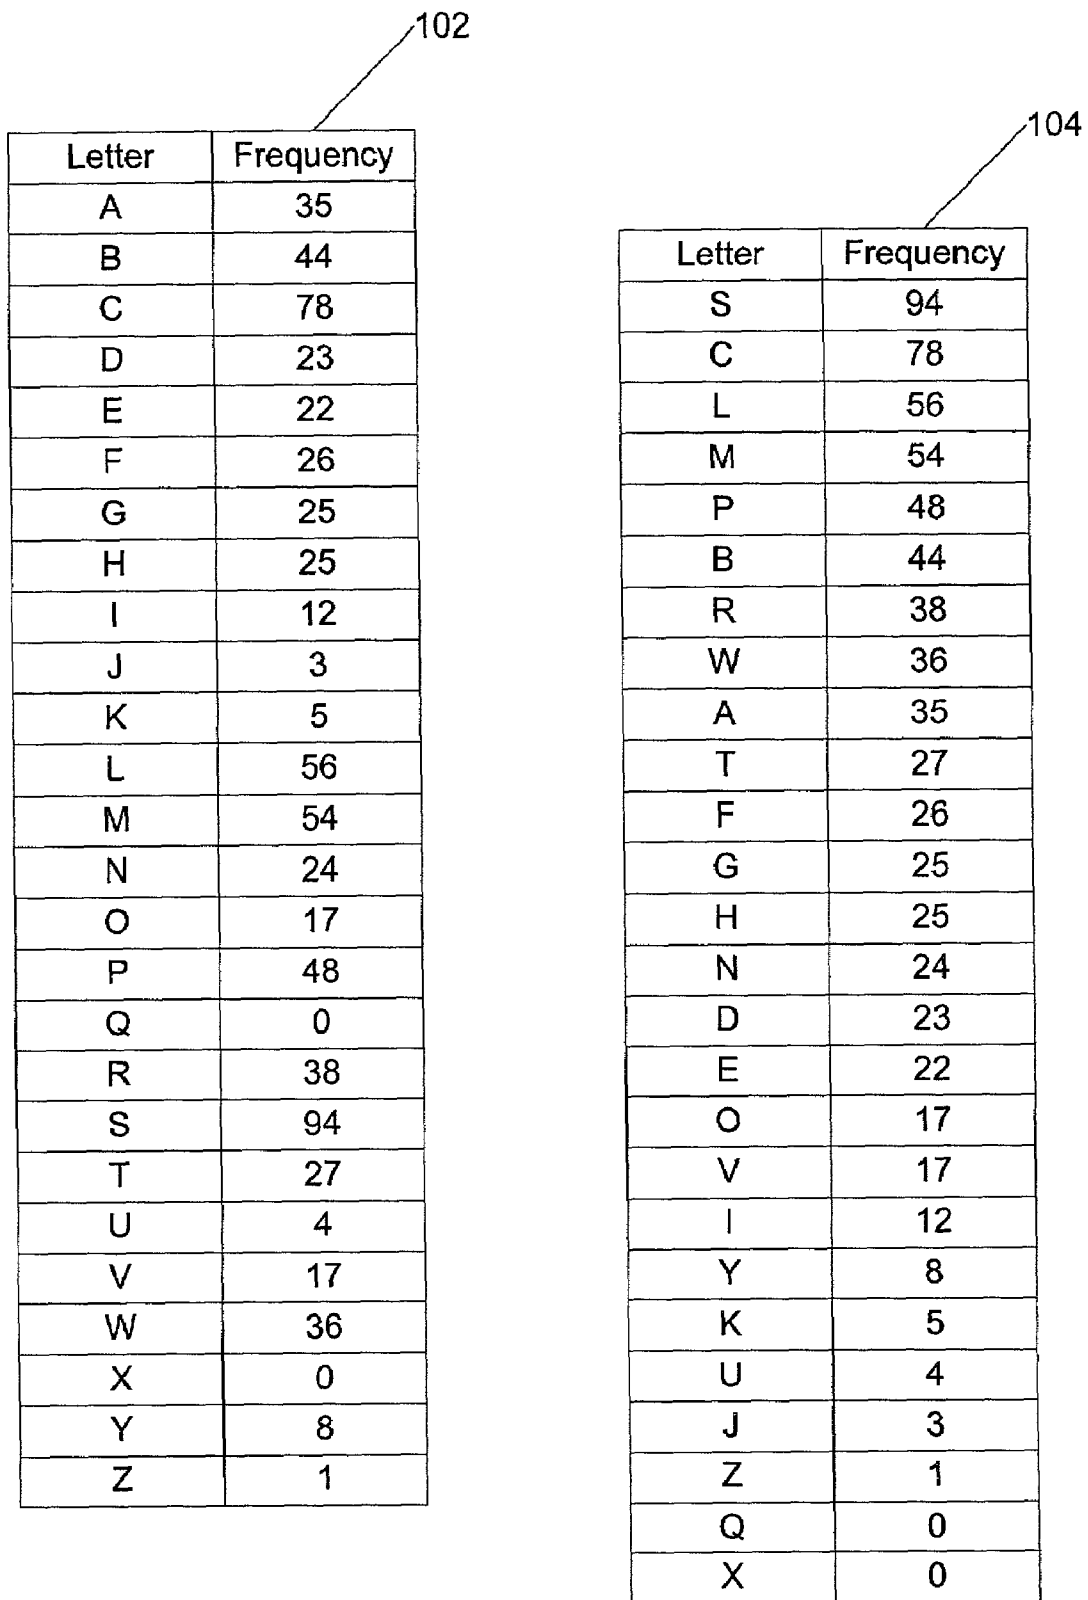 102
Letter Frequency
A 35
B 44
C 78
D 23
E 22
F 26
G 25
H 25
I 12
J 3
K 5
L 56
M 54
N 24
O 17
P 48
Q 0
R 38
S 94
T 27
U 4
V 17
W 36
X 0
Y 8
Z 1
104
Letter Frequency
S 94
C 78
L 56
M 54
P 48
B 44
R 38
W 36
A 35
T 27
F 26
G 25
H 25
N 24
D 23
E 22
O 17
V 17
I 12
Y 8
K 5
U 4
J 3
Z 1
Q 0
X 0